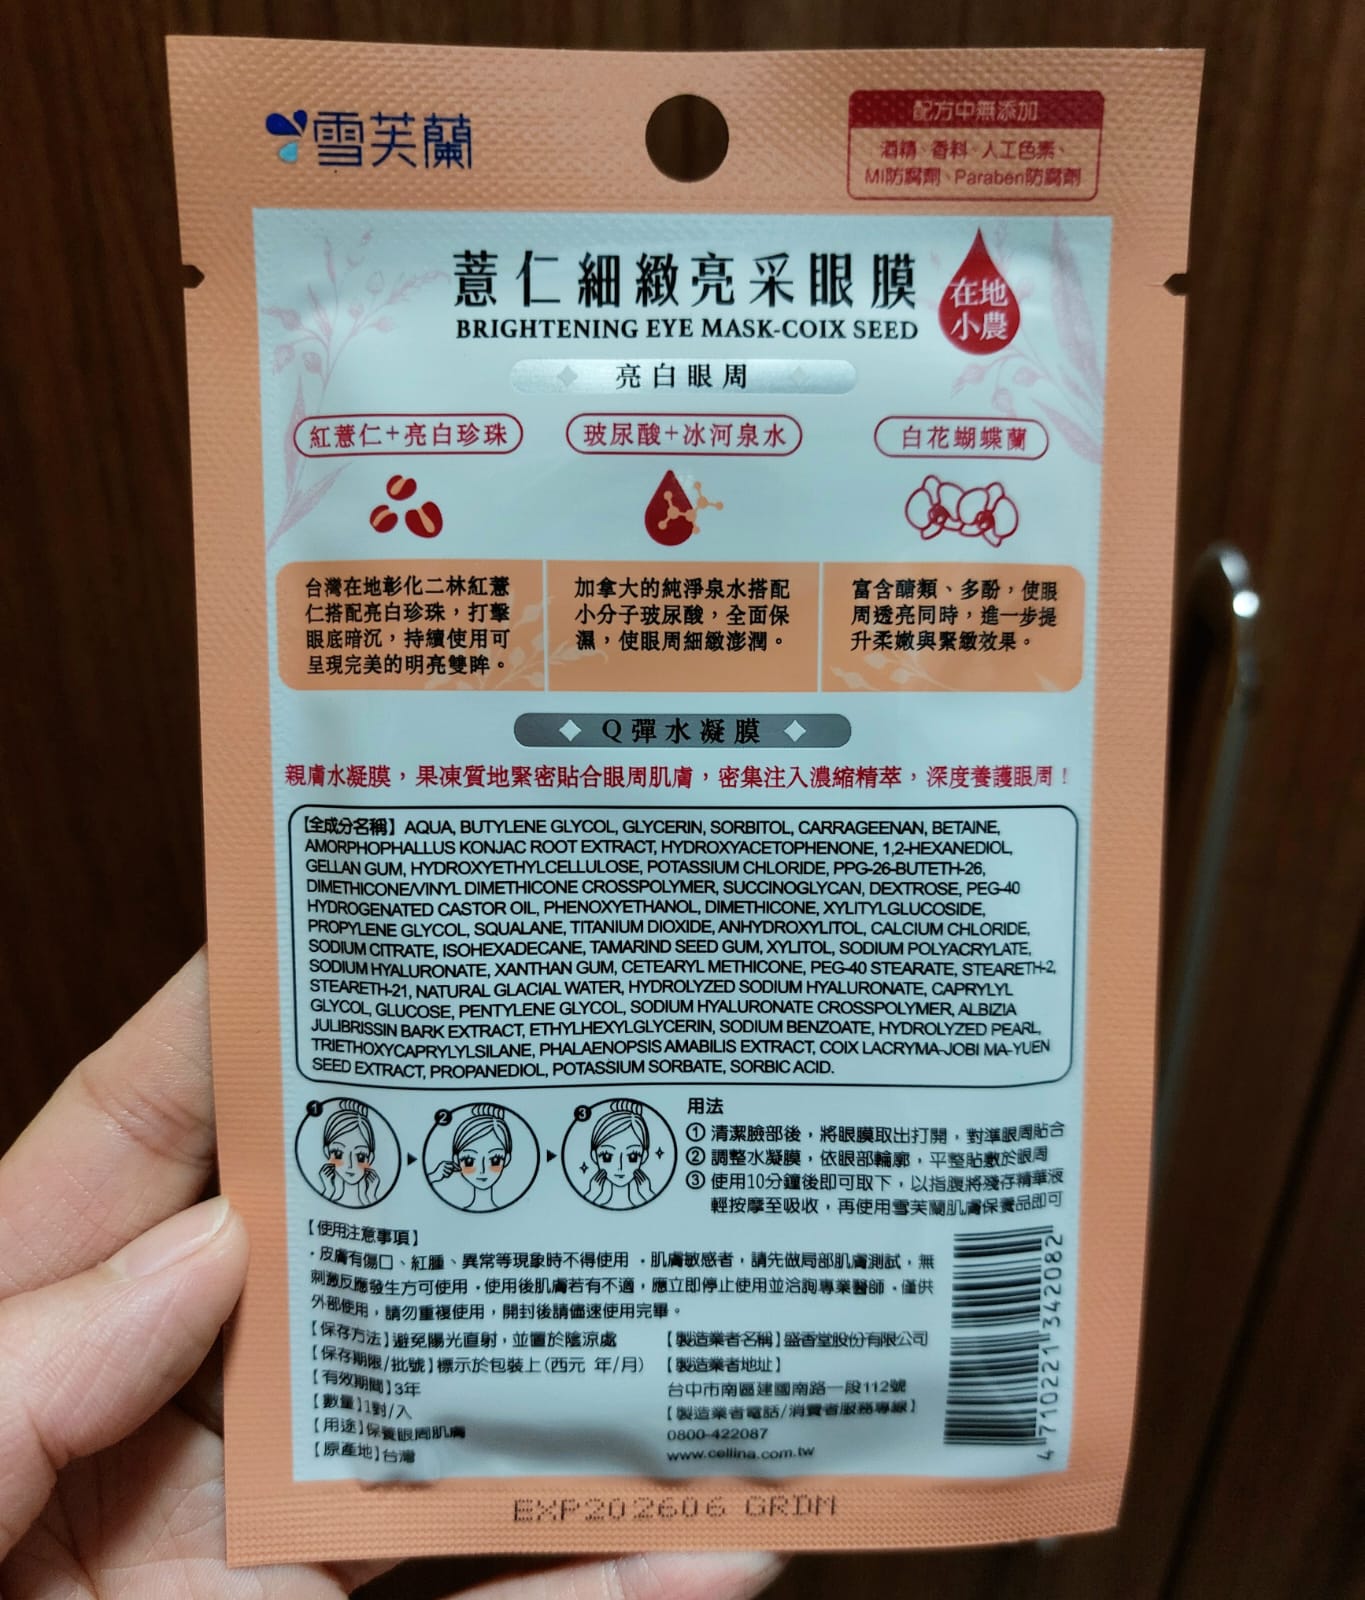 雪芙蘭
配方中無添加
酒精、香料、人工色素、
MI防腐劑、Paraben防腐劑
薏仁細緻亮采眼膜
BRIGHTENING EYE MASK-COIX SEED
在地
小農
亮白眼周
紅薏仁+亮白珍珠
玻尿酸+冰河泉水
白花蝴蝶蘭
台灣在地彰化二林紅薏
仁搭配亮白珍珠，打擊
眼底暗沉，持續使用可
呈現完美的明亮雙眸。
加拿大的純淨泉水搭配
小分子玻尿酸，全面保
濕，使眼周細緻澎潤。
富含醣類、多酚，使眼
周透亮同時，進一步提
升柔嫩與緊緻效果。
Q彈水凝膜
親膚水凝膜，果凍質地緊密貼合眼周肌膚，密集注入濃縮精萃，深度養護眼周！
【全成分名稱】AQUA, BUTYLENE GLYCOL, GLYCERIN, SORBITOL, CARRAGEENAN, BETAINE,
AMORPHOPHALLUS KONJAC ROOT EXTRACT, HYDROXYACETOPHENONE, 1,2-HEXANEDIOL,
GELLAN GUM, HYDROXYETHYLCELLULOSE, POTASSIUM CHLORIDE, PPG-26-BUTETH-26,
DIMETHICONE/VINYL DIMETHICONE CROSSPOLYMER, SUCCINOGLYCAN, DEXTROSE, PEG-40
HYDROGENATED CASTOR OIL, PHENOXYETHANOL, DIMETHICONE, XYLITYLGLUCOSIDE,
PROPYLENE GLYCOL, SQUALANE, TITANIUM DIOXIDE, ANHYDROXYLITOL, CALCIUM CHLORIDE,
SODIUM CITRATE, ISOHEXADECANE, TAMARIND SEED GUM, XYLITOL, SODIUM POLYACRYLATE,
SODIUM HYALURONATE, XANTHAN GUM, CETEARYL METHICONE, PEG-40 STEARATE, STEARETH-2,
STEARETH-21, NATURAL GLACIAL WATER, HYDROLYZED SODIUM HYALURONATE, CAPRYLYL
GLYCOL, GLUCOSE, PENTYLENE GLYCOL, SODIUM HYALURONATE CROSSPOLYMER, ALBIZIA
JULIBRISSIN BARK EXTRACT, ETHYLHEXYLGLYCERIN, SODIUM BENZOATE, HYDROLYZED PEARL,
TRIETHOXYCAPRYLYLSILANE, PHALAENOPSIS AMABILIS EXTRACT, COIX LACRYMA-JOBI MA-YUEN
SEED EXTRACT, PROPANEDIOL, POTASSIUM SORBATE, SORBIC ACID.
1
2
3
用法
① 清潔臉部後，將眼膜取出打開，對準眼周貼合
② 調整水凝膜，依眼部輪廓，平整貼敷於眼周
③ 使用10分鐘後即可取下，以指腹將殘存精華液
輕按摩至吸收，再使用雪芙蘭肌膚保養品即可
【使用注意事項】
·皮膚有傷口、紅腫、異常等現象時不得使用 ·肌膚敏感者，請先做局部肌膚測試，無
刺激反應發生方可使用 ·使用後肌膚若有不適，應立即停止使用並洽詢專業醫師 ·僅供
外部使用，請勿重複使用，開封後請儘速使用完畢。
【保存方法】避免陽光直射，並置於陰涼處
【保存期限/批號】標示於包裝上(西元 年/月)
【有效期間】3年
【數量】1對/入
【用途】保養眼周肌膚
【原產地】台灣
【製造業者名稱】盛香堂股份有限公司
【製造業者地址】
台中市南區建國南路一段112號
【製造業者電話/消費者服務專線】
0800-422087
www.cellina.com.tw
4710221342082
EXP202606 GRDM